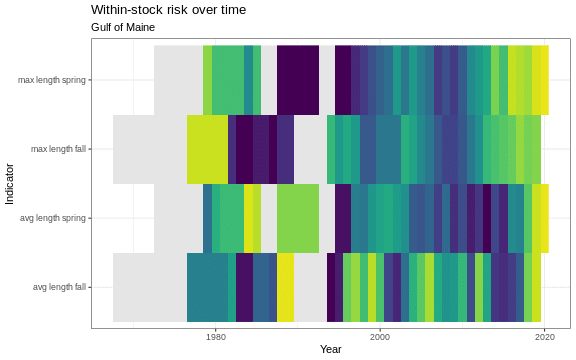 Within-stock risk over time
Gulf of Maine
max length spring
max length fall
avg length spring
avg length fall
Indicator
1980
2000
2020
Year